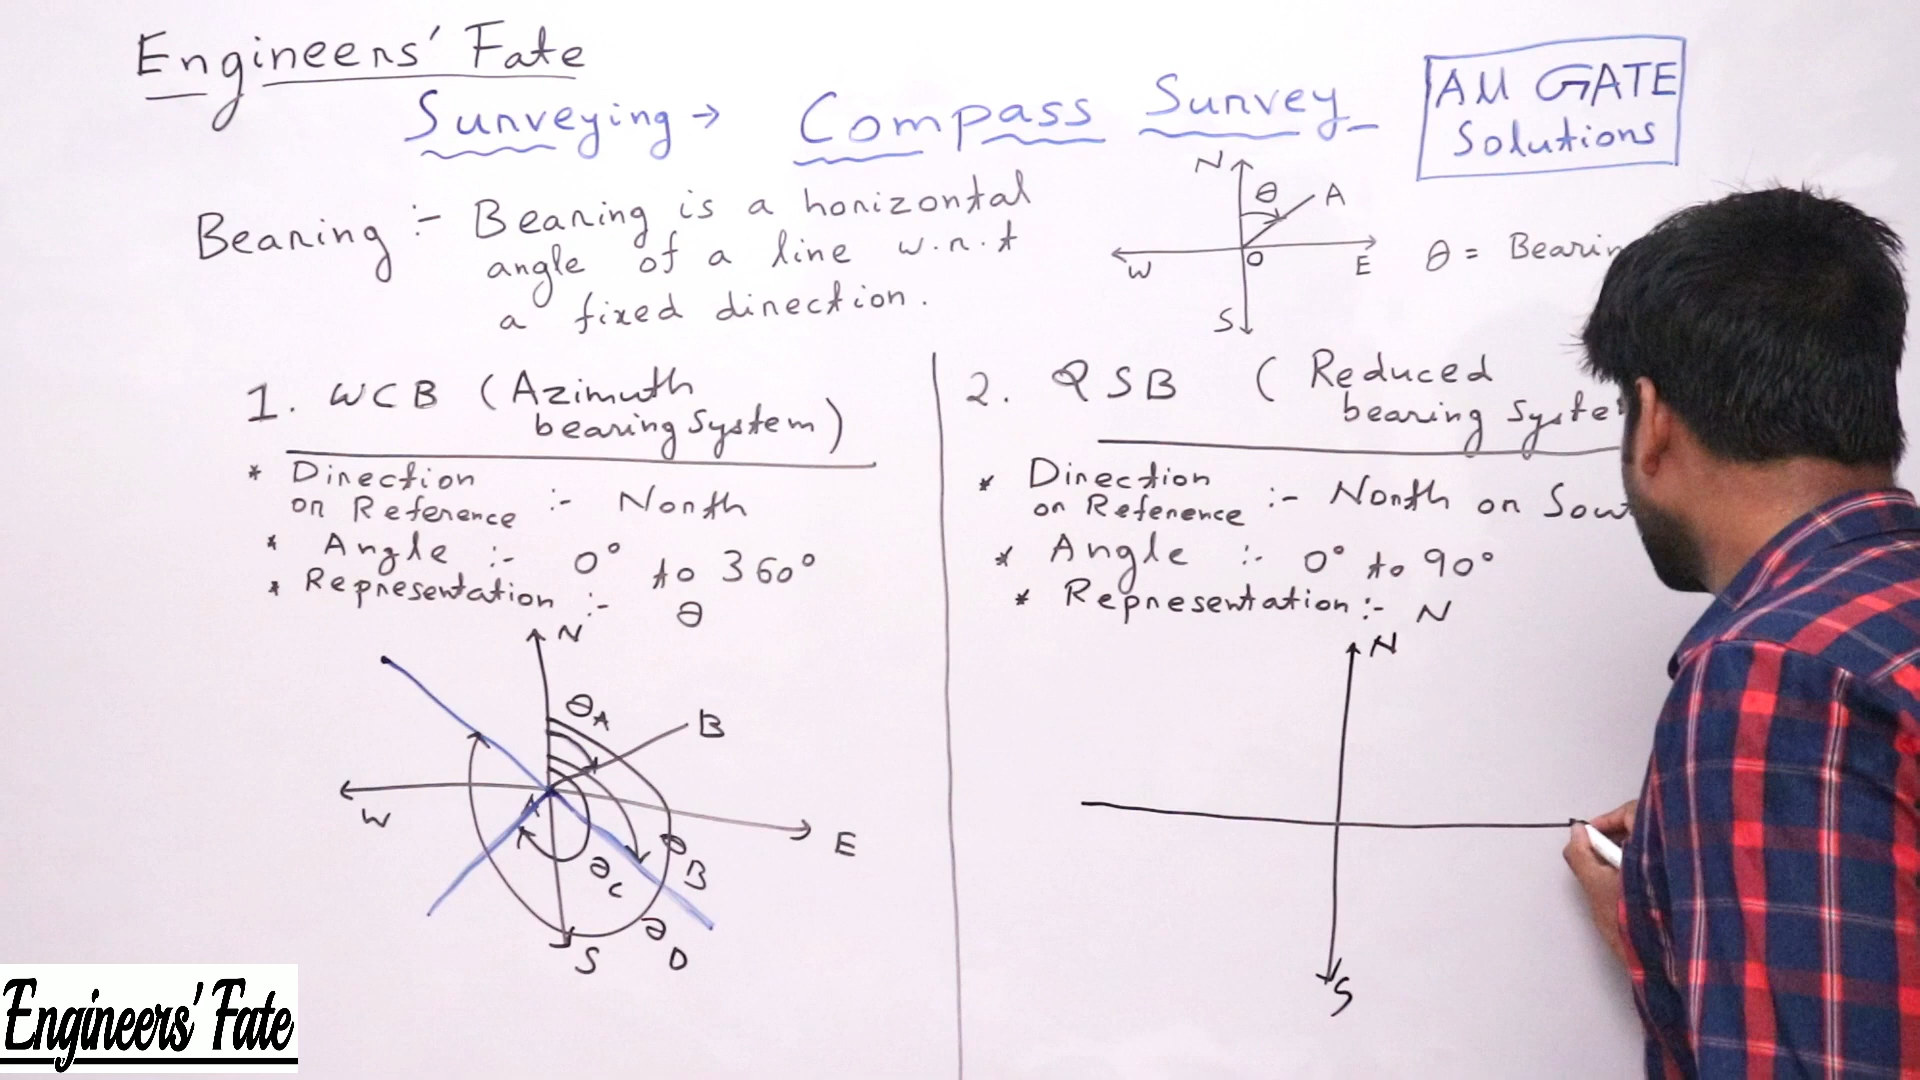 Engineers' Fate
Surveying → Compass Survey
AM GATE
Solutions
Bearing :- Bearing is a horizontal
angle of a line w.r.t
a fixed direction.
N
θ
A
W
O
E
S
θ =
1. WCB (Azimuth
bearing system)
* Direction
or Reference :- North
* Angle :- 0° to 360°
* Representation :- θ
N
θA
B
W
A
E
θB
θC
θD
S
2. QSB (Reduced
bearing
* Direction
or Reference :- North or
* Angle :- 0° to 90°
* Representation :- N
N
S
Engineers' Fate